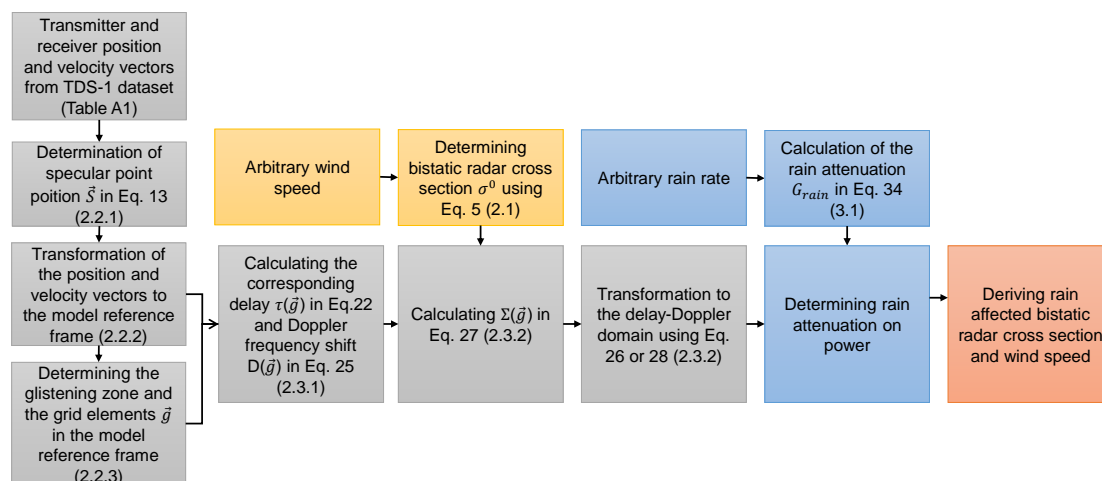 Transmitter and
receiver position
and velocity vectors
from TDS-1 dataset
(Table A1)
Determination of
specular point
poition S⃗ in Eq. 13
(2.2.1)
Transformation of
the position and
velocity vectors to
the model reference
frame (2.2.2)
Determining the
glistening zone and
the grid elements g⃗
in the model
reference frame
(2.2.3)
Arbitrary wind
speed
Determining
bistatic radar cross
section σ⁰ using
Eq. 5 (2.1)
Arbitrary rain rate
Calculation of the
rain attenuation
G_rain in Eq. 34
(3.1)
Calculating the
corresponding
delay τ(g⃗) in Eq.22
and Doppler
frequency shift
D(g⃗) in Eq. 25
(2.3.1)
Calculating Σ(g⃗) in
Eq. 27 (2.3.2)
Transformation to
the delay-Doppler
domain using Eq.
26 or 28 (2.3.2)
Determining rain
attenuation on
power
Deriving rain
affected bistatic
radar cross section
and wind speed